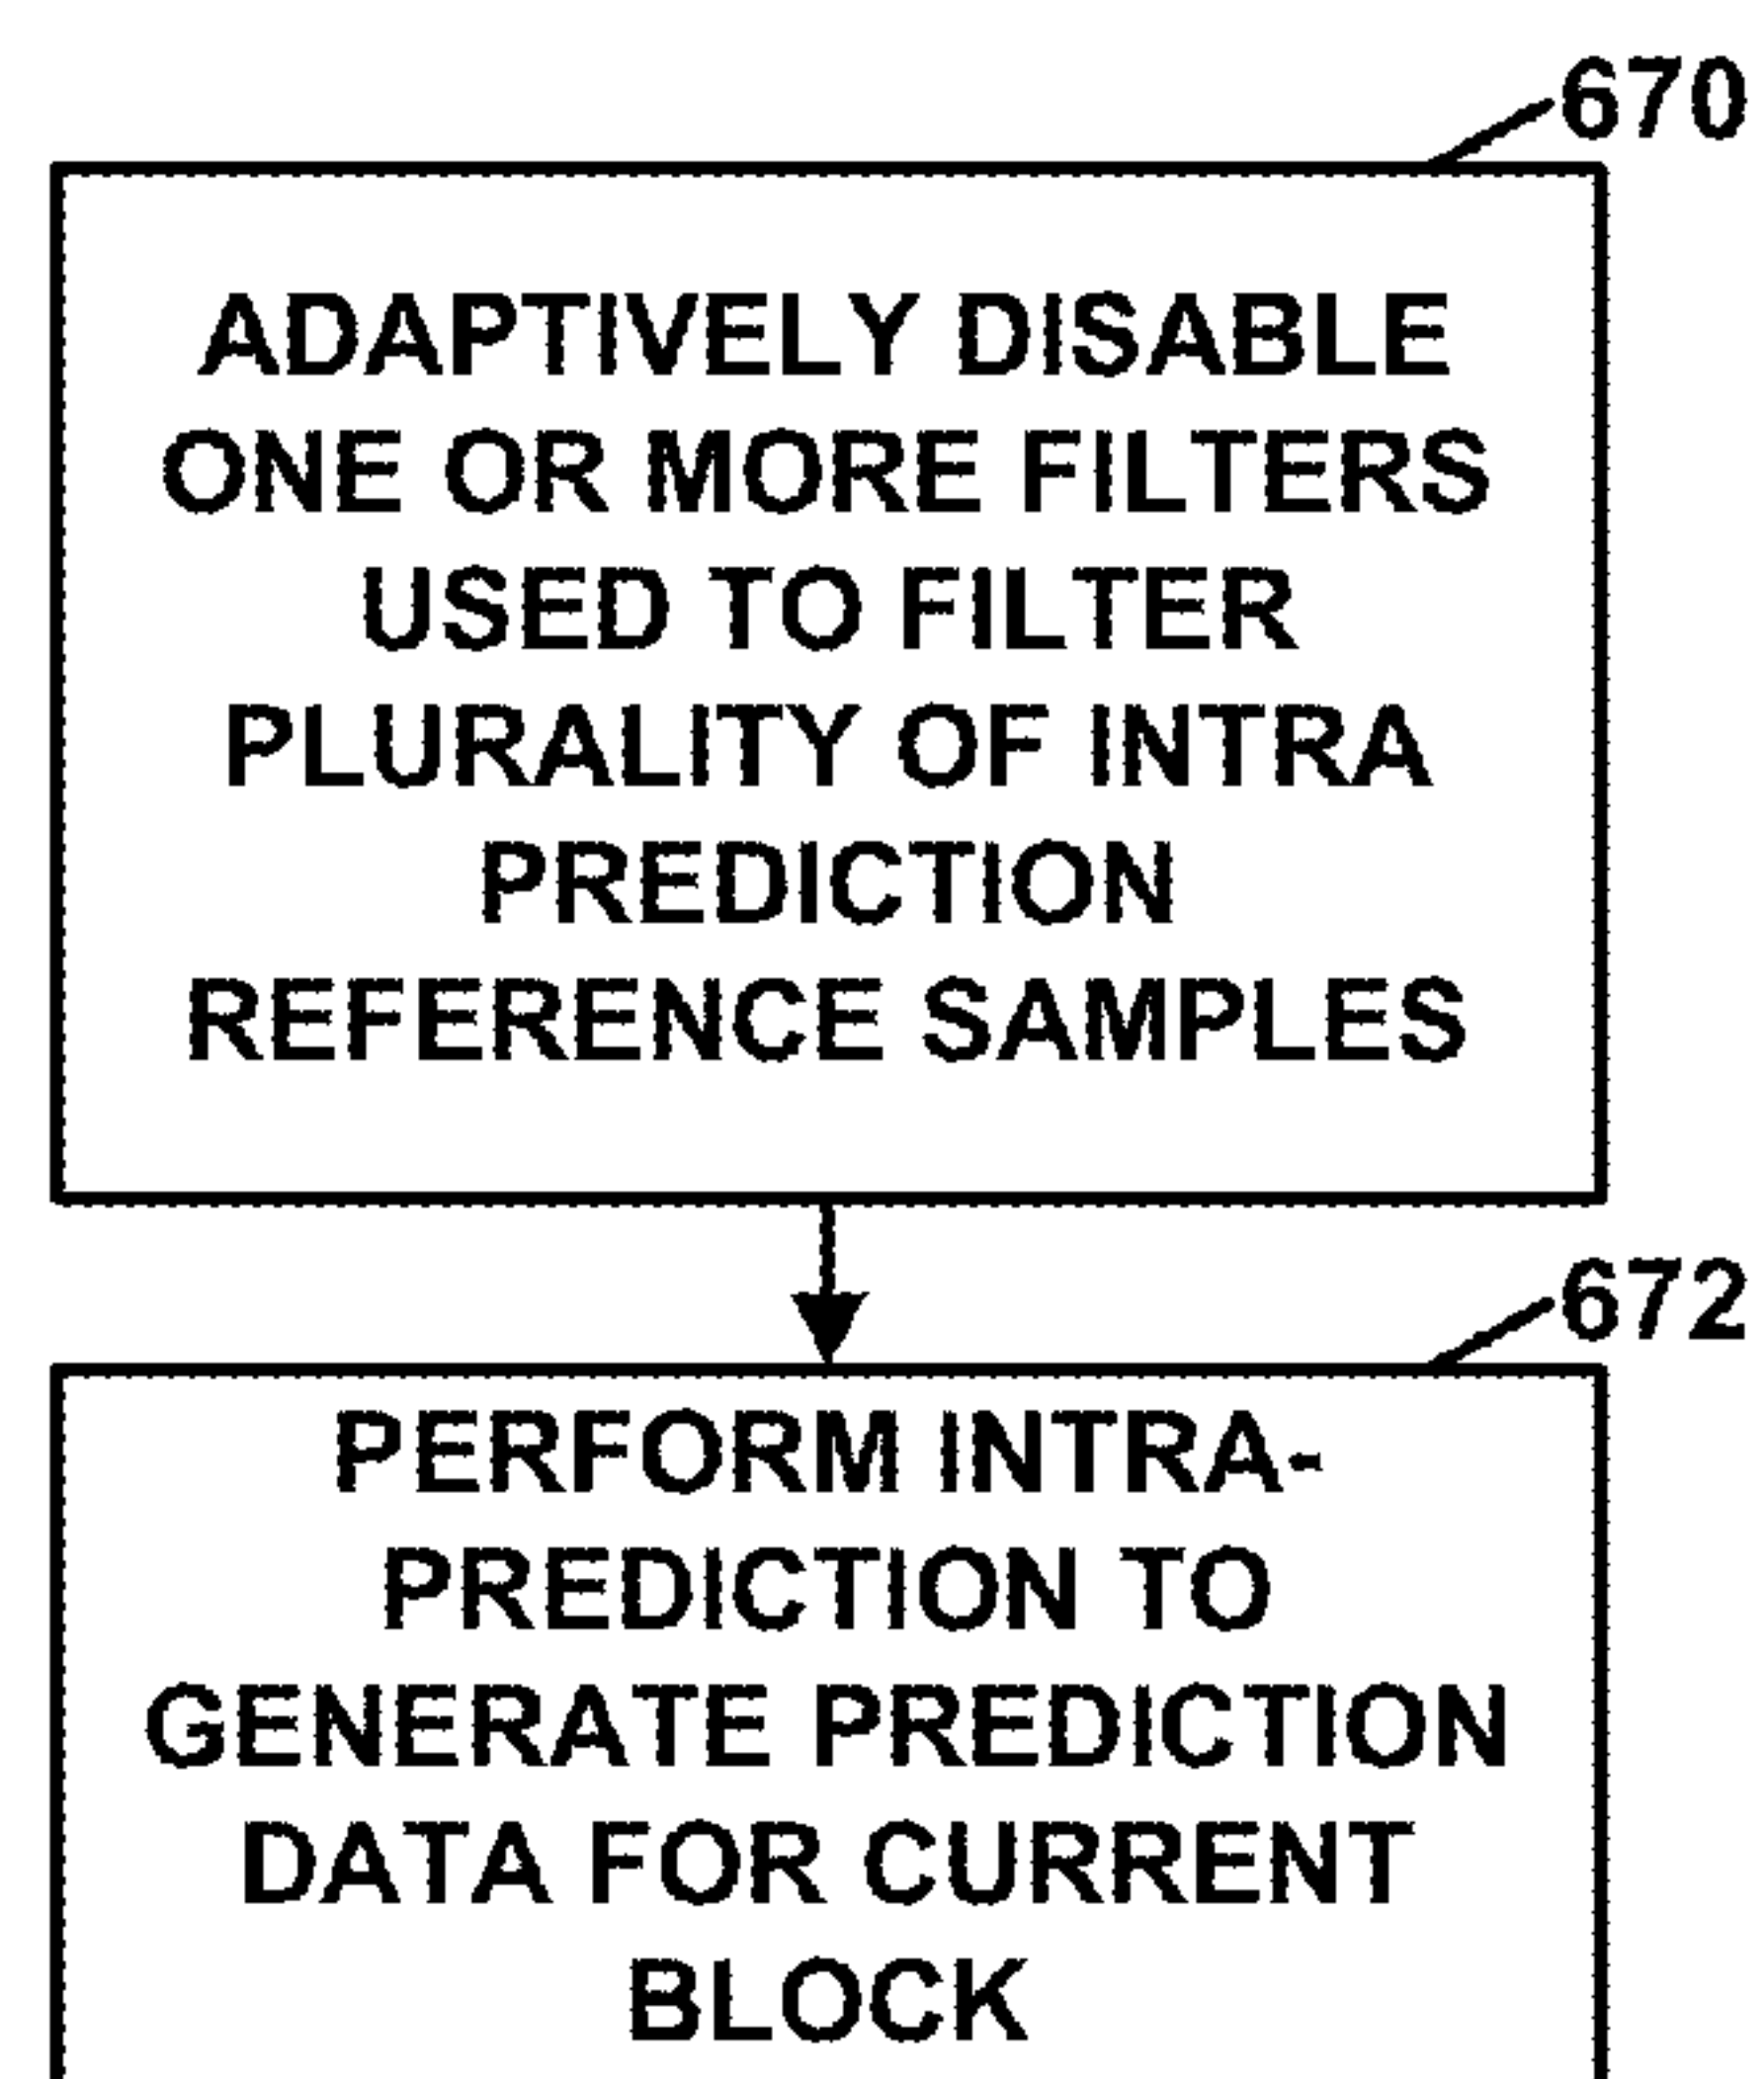 670
ADAPTIVELY DISABLE
ONE OR MORE FILTERS
USED TO FILTER
PLURALITY OF INTRA
PREDICTION
REFERENCE SAMPLES
672
PERFORM INTRA-
PREDICTION TO
GENERATE PREDICTION
DATA FOR CURRENT
BLOCK